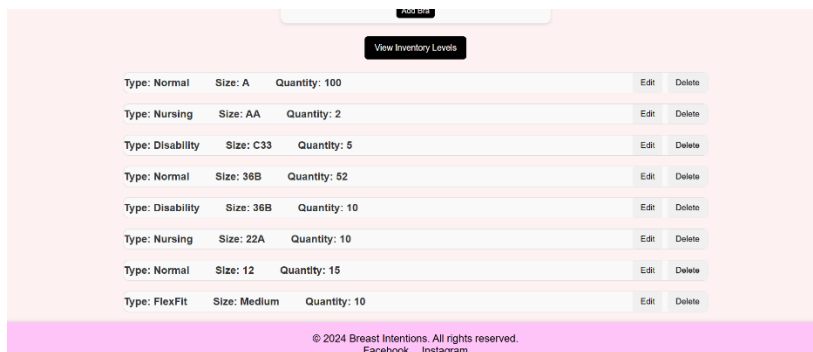 Add Bra
View Inventory Levels
Type: Normal Size: A Quantity: 100 Edit Delete
Type: Nursing Size: AA Quantity: 2 Edit Delete
Type: Disability Size: C33 Quantity: 5 Edit Delete
Type: Normal Size: 36B Quantity: 52 Edit Delete
Type: Disability Size: 36B Quantity: 10 Edit Delete
Type: Nursing Size: 22A Quantity: 10 Edit Delete
Type: Normal Size: 12 Quantity: 15 Edit Delete
Type: FlexFit Size: Medium Quantity: 10 Edit Delete
© 2024 Breast Intentions. All rights reserved.
Facebook Instagram